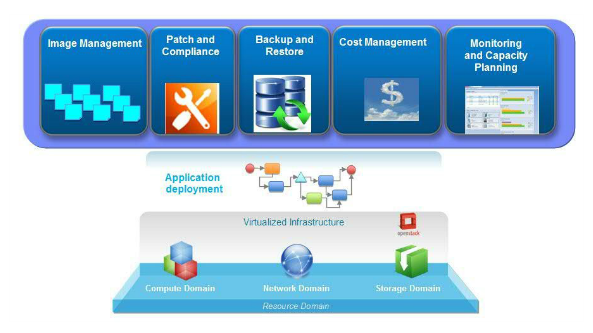 Image Management
Patch and
Compliance
Backup and
Restore
Cost Management
Monitoring
and Capacity
Planning
$
Application
deployment
Virtualized Infrastructure
openstack
Compute Domain
Network Domain
Storage Domain
Resource Domain